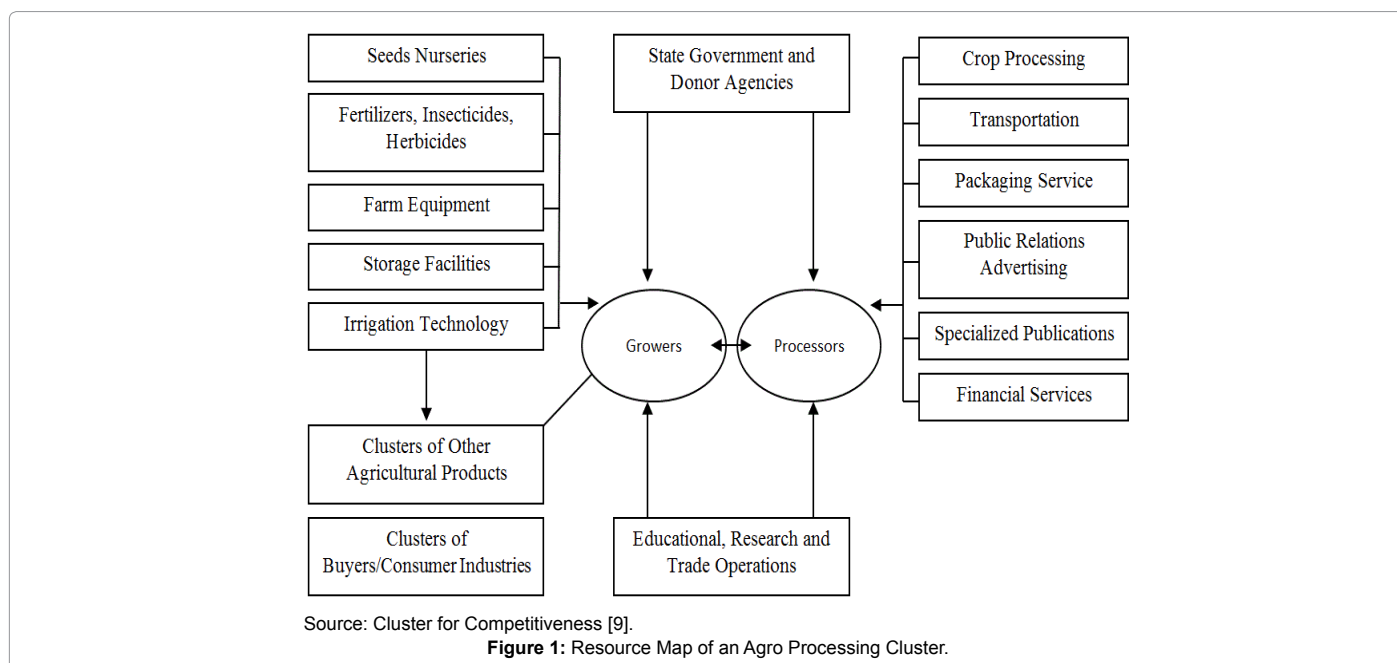 Seeds Nurseries
Fertilizers, Insecticides,
Herbicides
Farm Equipment
Storage Facilities
Irrigation Technology
Clusters of Other
Agricultural Products
Clusters of
Buyers/Consumer Industries
State Government and
Donor Agencies
Growers
Processors
Educational, Research and
Trade Operations
Crop Processing
Transportation
Packaging Service
Public Relations
Advertising
Specialized Publications
Financial Services
Source: Cluster for Competitiveness [9].
Figure 1: Resource Map of an Agro Processing Cluster.